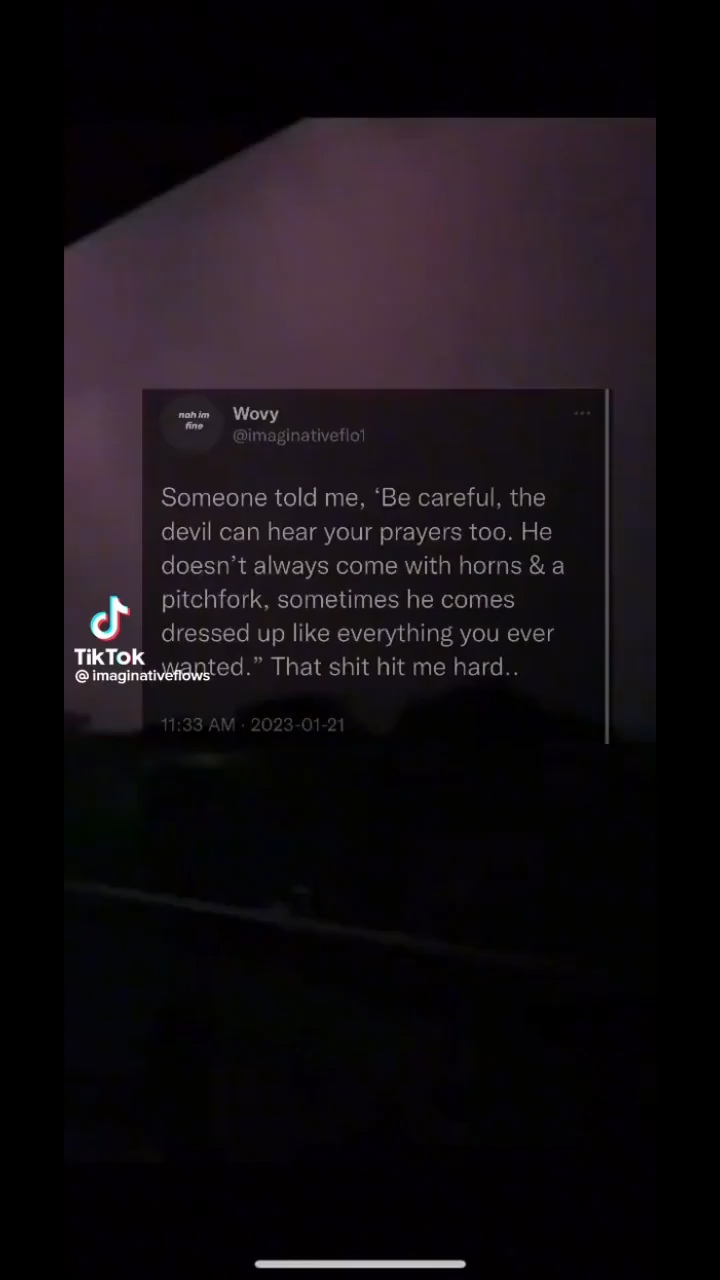 nah im
fine
Wovy
@imaginativeflo1
Someone told me, ‘Be careful, the
devil can hear your prayers too. He
doesn’t always come with horns & a
pitchfork, sometimes he comes
dressed up like everything you ever
wanted.” That shit hit me hard..
11:33 AM · 2023-01-21
TikTok
@imaginativeflows